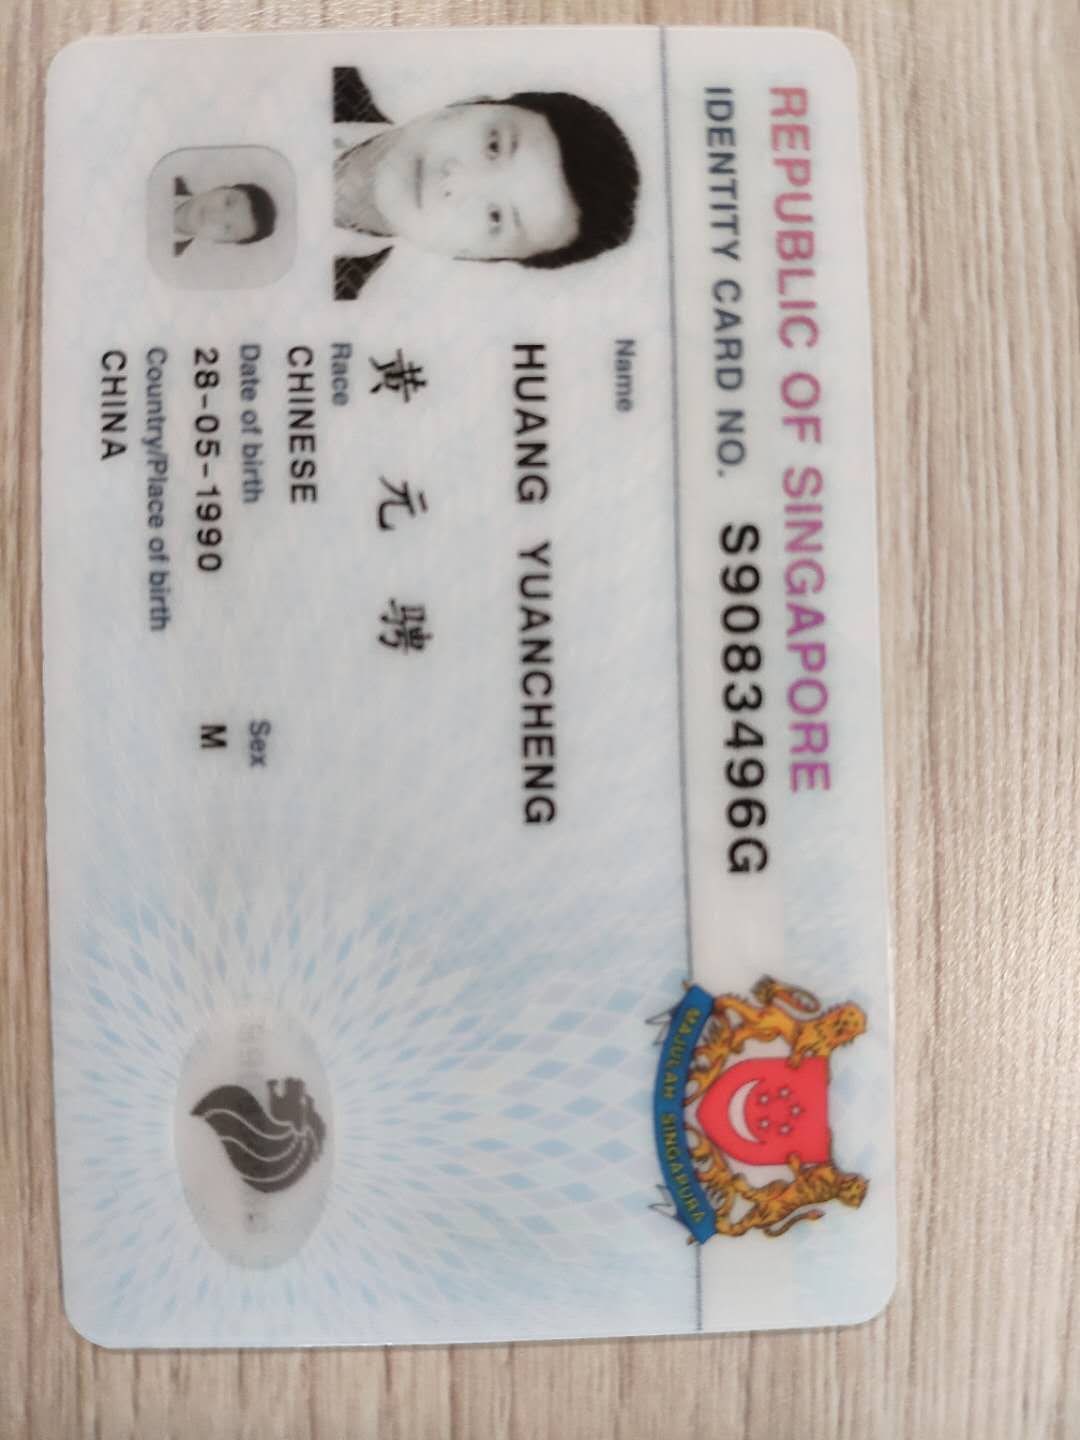 REPUBLIC OF SINGAPORE
IDENTITY CARD NO. S9083496G
MAJULAH SINGAPURA
Name
HUANG YUANCHENG
黄 元 骋
Race
CHINESE
Date of birth Sex
28-05-1990 M
Country/Place of birth
CHINA